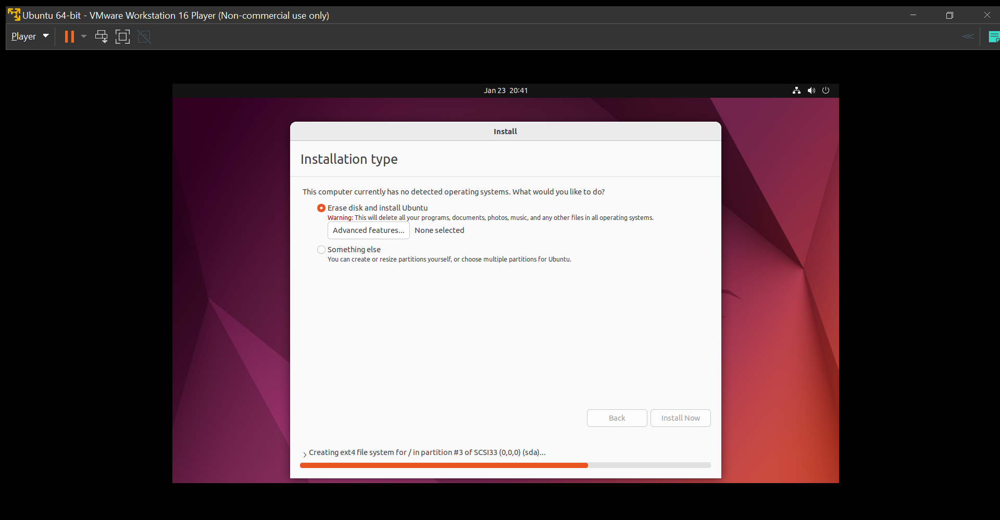 Ubuntu 64-bit - VMware Workstation 16 Player (Non-commercial use only)
Player
Jan 23 20:41
Install
Installation type
This computer currently has no detected operating systems. What would you like to do?
Erase disk and install Ubuntu
Warning: This will delete all your programs, documents, photos, music, and any other files in all operating systems.
Advanced features... None selected
Something else
You can create or resize partitions yourself, or choose multiple partitions for Ubuntu.
Back Install Now
Creating ext4 file system for / in partition #3 of SCSI33 (0,0,0) (sda)...